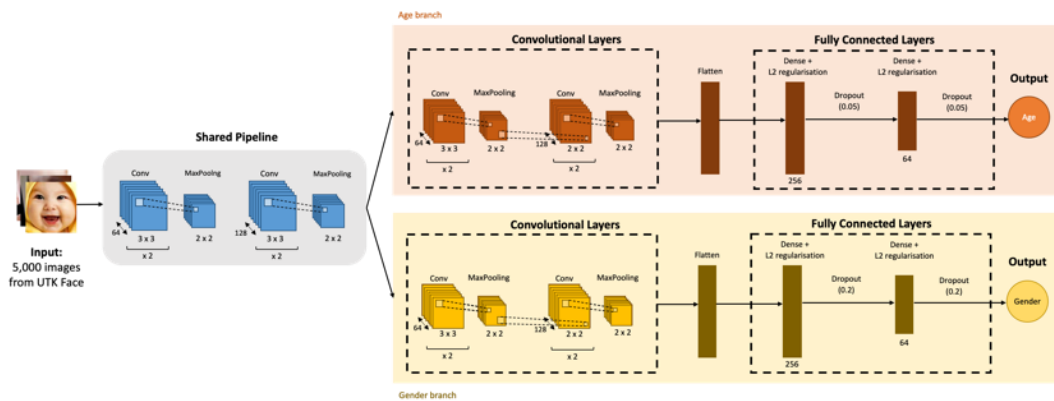 Age branch
Convolutional Layers
Fully Connected Layers
Output
Conv
MaxPooling
Conv
MaxPooling
Flatten
Dense +
L2 regularisation
Dense +
L2 regularisation
Dropout
(0.05)
Dropout
(0.05)
Age
64
3 x 3
2 x 2
128
2 x 2
2 x 2
x 2
x 2
256
64
Shared Pipeline
Conv
MaxPooling
Conv
MaxPooling
64
3 x 3
2 x 2
128
3 x 3
2 x 2
x 2
x 2
Input:
5,000 images
from UTK Face
Convolutional Layers
Fully Connected Layers
Output
Conv
MaxPooling
Conv
MaxPooling
Flatten
Dense +
L2 regularisation
Dense +
L2 regularisation
Dropout
(0.2)
Dropout
(0.2)
Gender
64
3 x 3
2 x 2
128
2 x 2
2 x 2
x 2
x 2
256
64
Gender branch